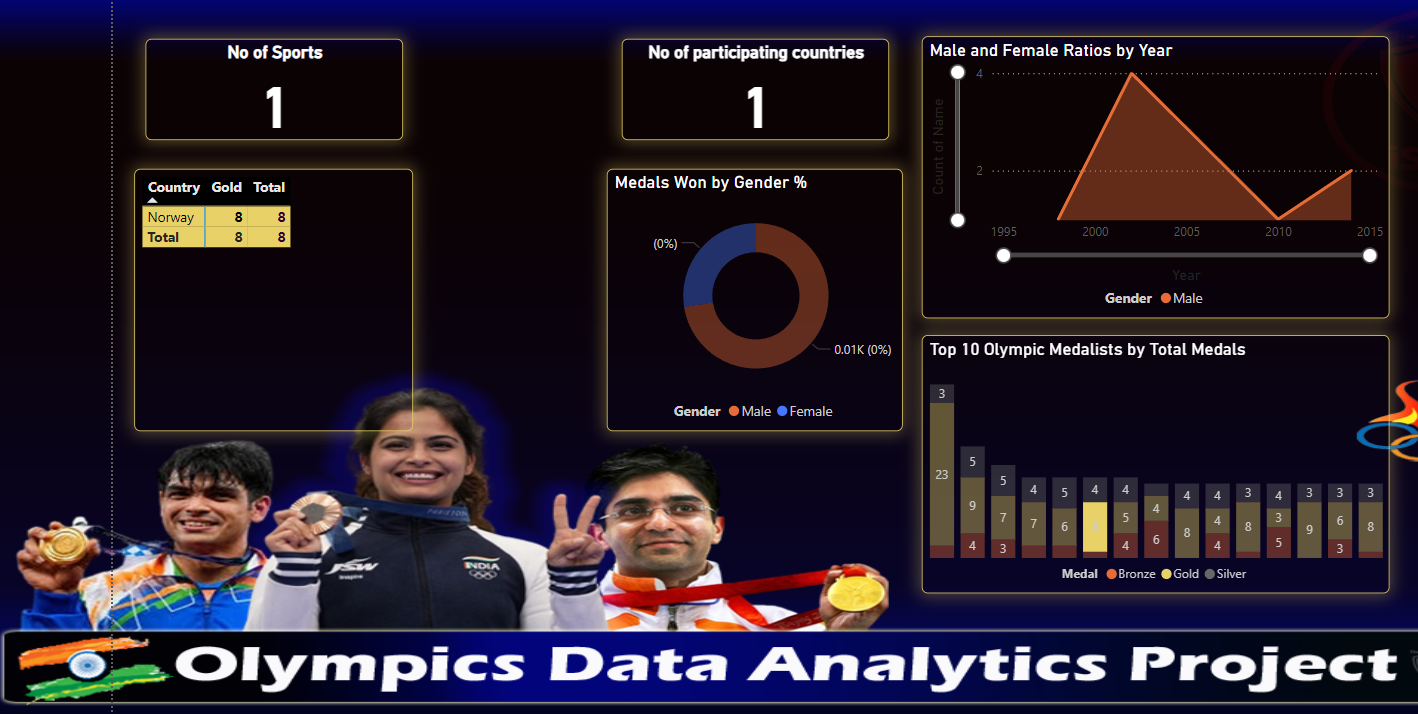 No of Sports
1
No of participating countries
1
Country Gold Total
Norway 8 8
Total 8 8
Medals Won by Gender %
(0%)
0.01K (0%)
Gender Male Female
Male and Female Ratios by Year
Count of Name
4
2
1995 2000 2005 2010 2015
Year
Gender Male
Top 10 Olympic Medalists by Total Medals
3
23
5
9
4
5
7
3
4
7
5
6
4
4
5
4
4
6
4
8
4
4
4
3
8
4
3
5
3
9
3
6
3
3
8
Medal Bronze Gold Silver
JSW
Inspire
INDIA
Olympics Data Analytics Project